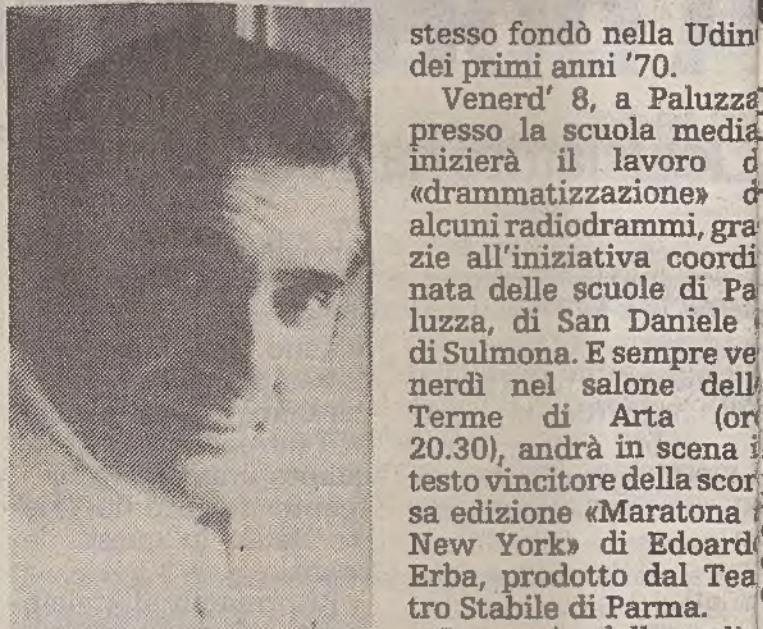 stesso fondò nella Udin
dei primi anni '70.
Venerd' 8, a Paluzza
presso la scuola media
inizierà il lavoro d
«drammatizzazione» d
alcuni radiodrammi, gra
zie all'iniziativa coordi
nata delle scuole di Pa
luzza, di San Daniele
di Sulmona. E sempre ve
nerdì nel salone dell
Terme di Arta (or
20.30), andrà in scena i
testo vincitore della scor
sa edizione «Maratona
New York» di Edoard
Erba, prodotto dal Tea
tro Stabile di Parma.